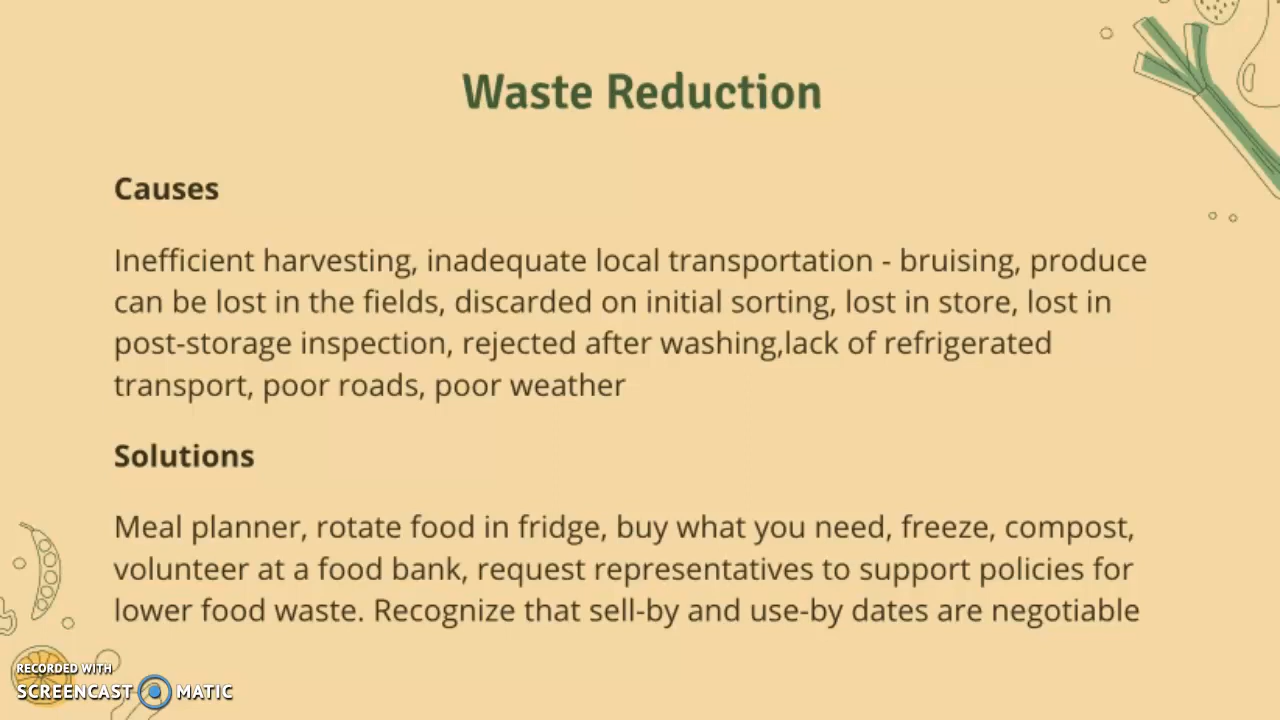 Waste Reduction
Causes
Inefficient harvesting, inadequate local transportation - bruising, produce
can be lost in the fields, discarded on initial sorting, lost in store, lost in
post-storage inspection, rejected after washing,lack of refrigerated
transport, poor roads, poor weather
Solutions
Meal planner, rotate food in fridge, buy what you need, freeze, compost,
volunteer at a food bank, request representatives to support policies for
lower food waste. Recognize that sell-by and use-by dates are negotiable
RECORDED WITH
SCREENCAST MATIC